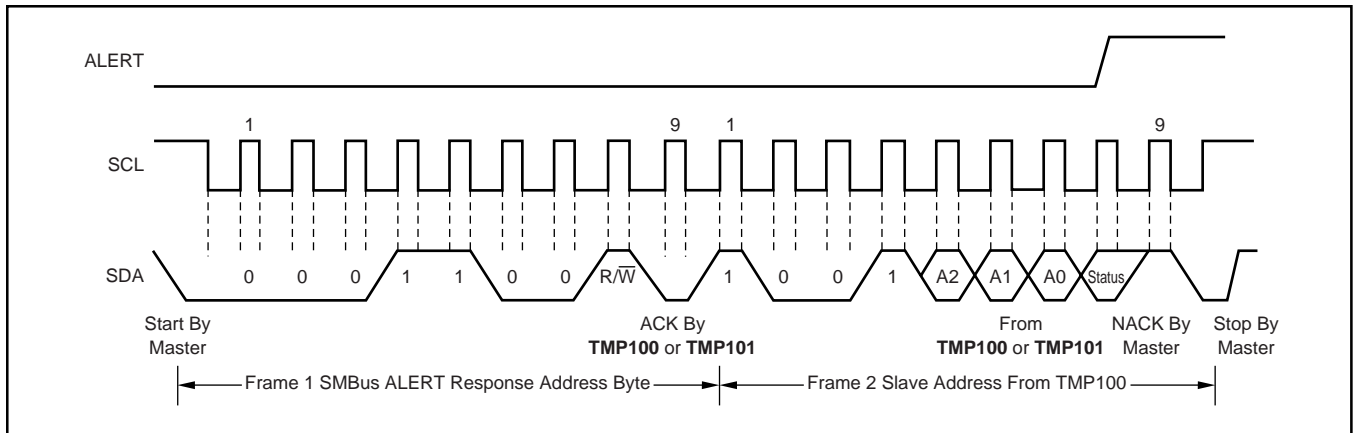 ALERT
1 9 1 9
SCL
SDA 0 0 0 1 1 0 0 R/W̅ 1 0 0 1 A2 A1 A0 Status
Start By
Master
ACK By
TMP100 or TMP101
From
TMP100 or TMP101
NACK By
Master
Stop By
Master
Frame 1 SMBus ALERT Response Address Byte
Frame 2 Slave Address From TMP100